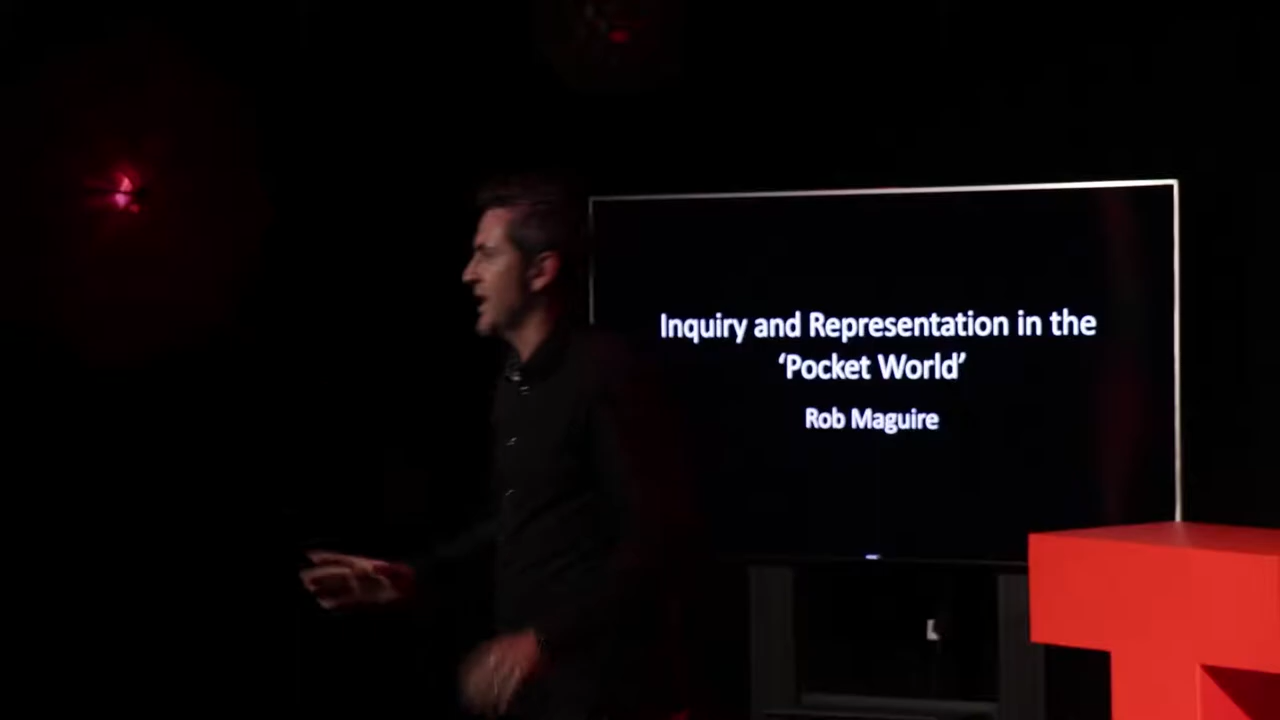 Inquiry and Representation in the
‘Pocket World’
Rob Maguire